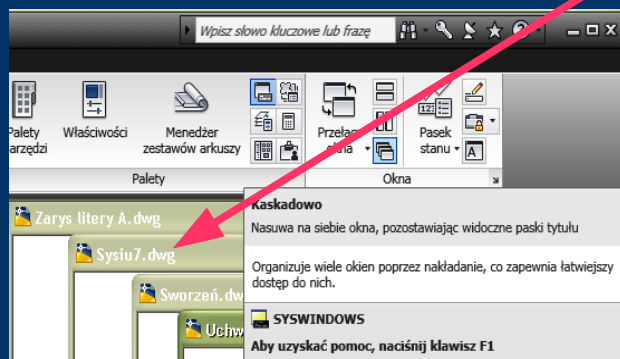 Wpisz słowo kluczowe lub frazę
Palety
narzędzi
Właściwości
Menedżer
zestawów arkuszy
okna
Pasek
stanu
Palety
Okna
Zarys litery A.dwg
Sysiu7.dwg
Sworzeń.dw
Uchw
Kaskadowo
Nasuwa na siebie okna, pozostawiając widoczne paski tytułu
Organizuje wiele okien poprzez nakładanie, co zapewnia łatwiejszy
dostęp do nich.
SYSWINDOWS
Aby uzyskać pomoc, naciśnij klawisz F1